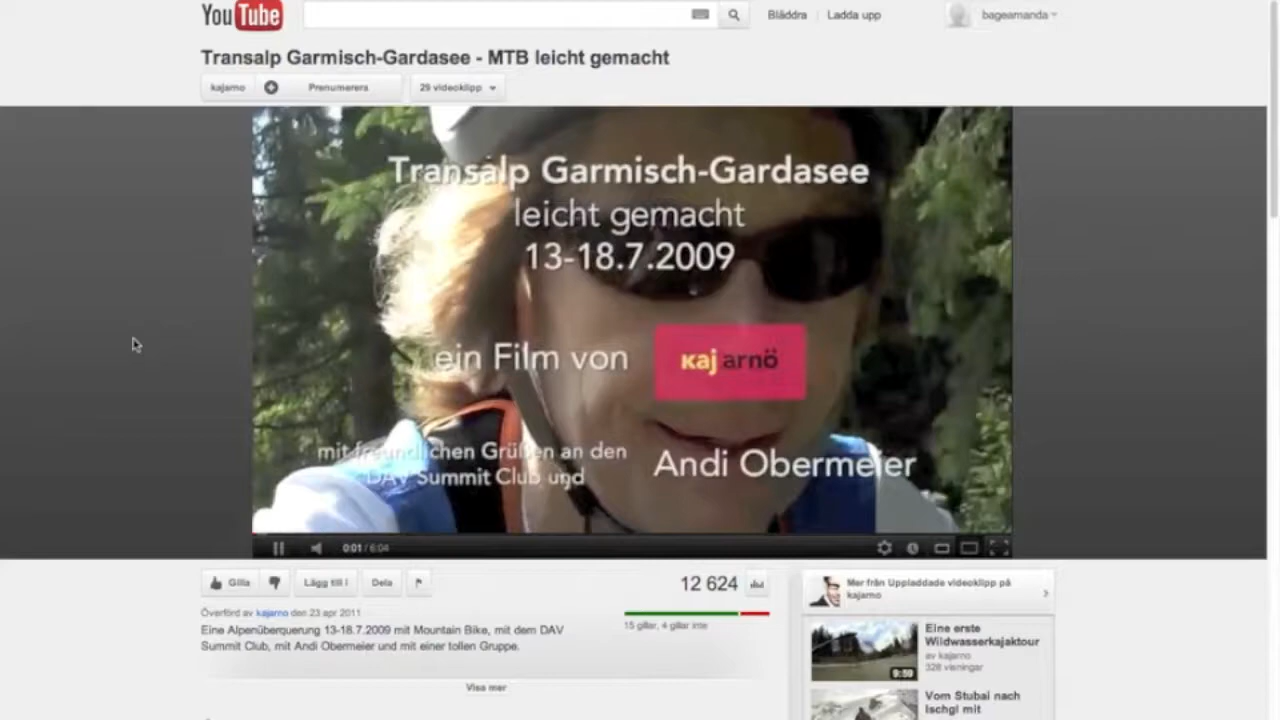 YouTube
Bläddra
Ladda upp
bageamanda
Transalp Garmisch-Gardasee - MTB leicht gemacht
kajarno
Prenumerera
29 videoklipp
Transalp Garmisch-Gardasee
leicht gemacht
13-18.7.2009
ein Film von
kaj arnö
mit freundlichen Grüßen an den
DAV Summit Club und
Andi Obermeier
0:01 / 6:04
Gilla
Lägg till i
Dela
12 624
Överförd av kajarno den 23 apr 2011
Eine Alpenüberquerung 13-18.7.2009 mit Mountain Bike, mit dem DAV
Summit Club, mit Andi Obermeier und mit einer tollen Gruppe.
15 gillar, 4 gillar inte
Visa mer
Mer från Uppladdade videoklipp på
kajarno
Eine erste
Wildwasserkajaktour
av kajarno
328 visningar
9:59
Vom Stubai nach
Ischgl mit